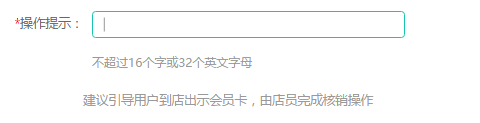 *操作提示：
不超过16个字或32个英文字母
建议引导用户到店出示会员卡，由店员完成核销操作